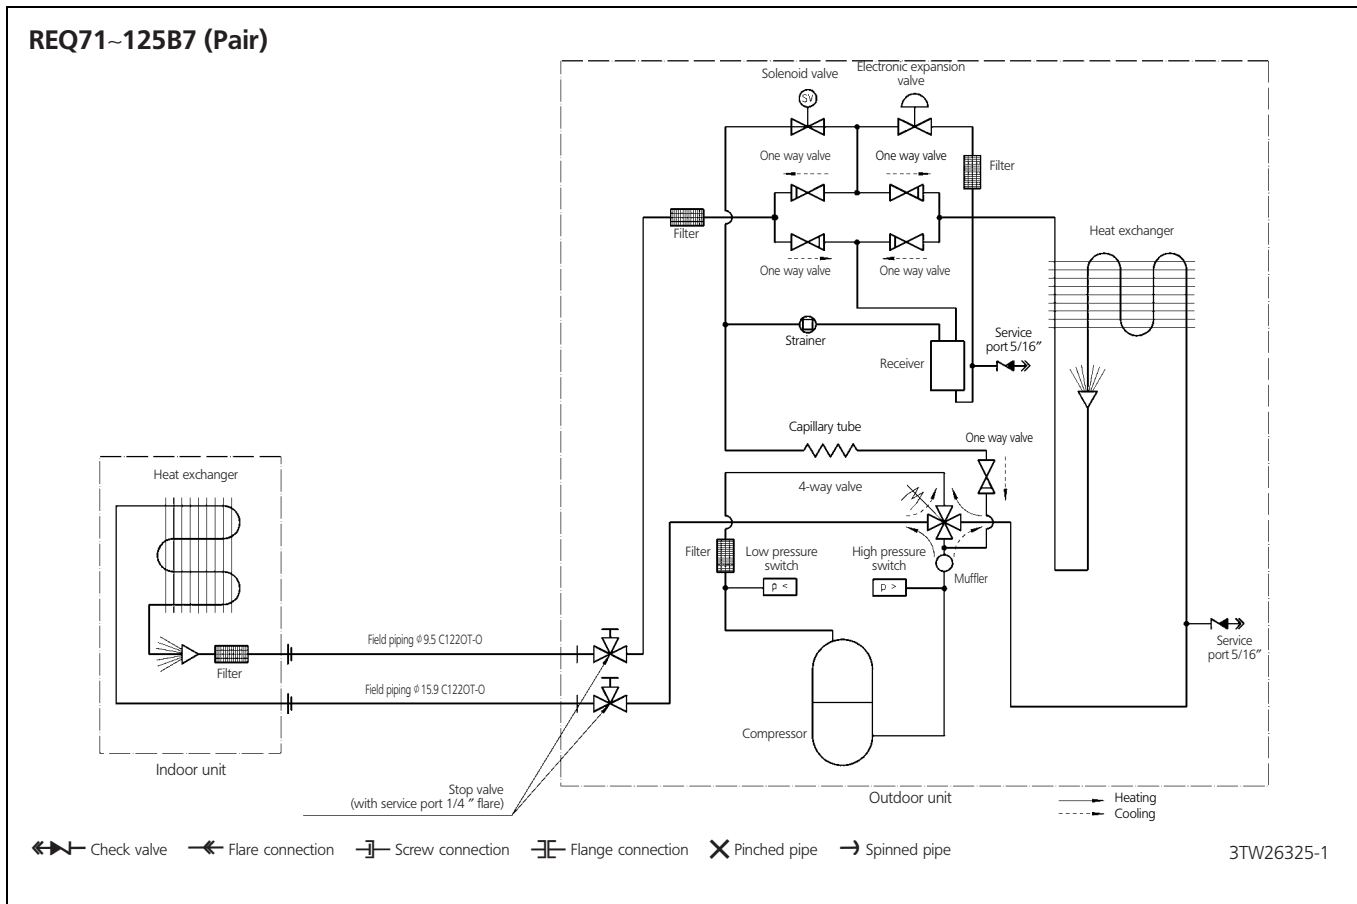 REQ71~125B7 (Pair)
Solenoid valve
Electronic expansion
valve
SV
One way valve
One way valve
Filter
Filter
One way valve
One way valve
Heat exchanger
Strainer
Service
port 5/16″
Receiver
Capillary tube
One way valve
Heat exchanger
4-way valve
Filter
Low pressure
switch
High pressure
switch
p <
p >
Muffler
Field piping ϕ 9.5 C1220T-O
Service
port 5/16″
Filter
Field piping ϕ 15.9 C1220T-O
Compressor
Indoor unit
Stop valve
(with service port 1/4 ″ flare)
Outdoor unit
Heating
Cooling
Check valve
Flare connection
Screw connection
Flange connection
Pinched pipe
Spinned pipe
3TW26325-1